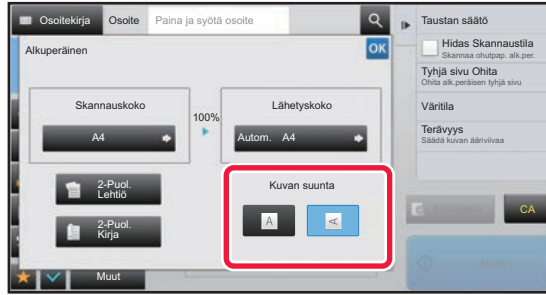 Osoitekirja
Osoite
Paina ja syötä osoite
Taustan säätö
Alkuperäinen
OK
Hidas Skannaustila
Skannaa ohutpap. alk.per.
Tyhjä sivu Ohita
Ohita alk.peräisen tyhjä sivu
Skannauskoko
100%
Lähetyskoko
Väritila
A4
Autom. A4
Terävyys
Säädä kuvan ääriviivaa
2-Puol.
Lehtiö
Kuvan suunta
A
A
2-Puol.
Kirja
CA
Muut